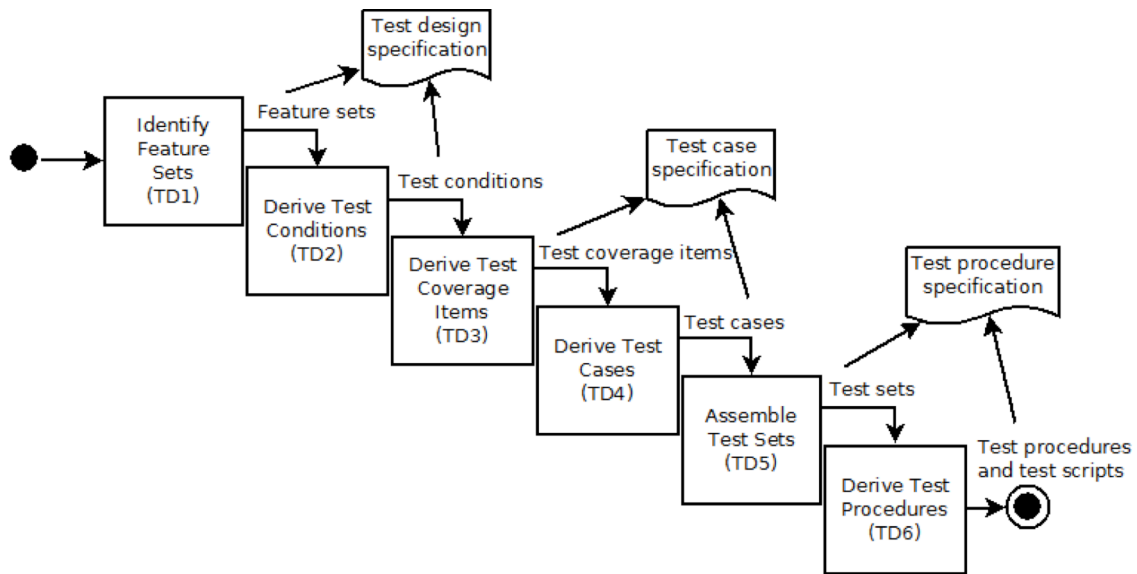 Test design
specification
Feature sets
Identify
Feature
Sets
(TD1)
Test case
specification
Test conditions
Derive Test
Conditions
(TD2)
Test coverage items
Test procedure
specification
Derive Test
Coverage
Items
(TD3)
Test cases
Derive Test
Cases
(TD4)
Test sets
Assemble
Test Sets
(TD5)
Test procedures
and test scripts
Derive Test
Procedures
(TD6)